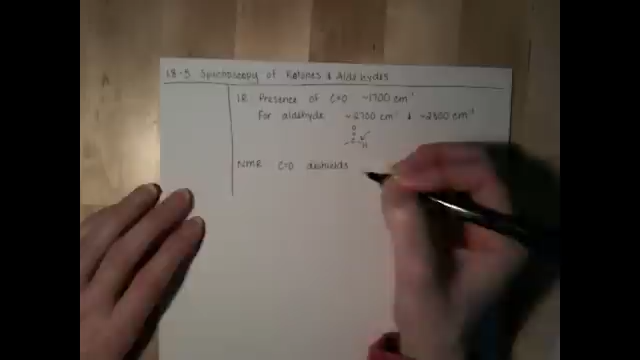 18-5 Spectroscopy of Ketones & Aldehydes
IR Presence of C=O ~1700 cm⁻¹
For aldehyde ~2700 cm⁻¹ & ~2800 cm⁻¹
O
C
H
NMR C=O deshields